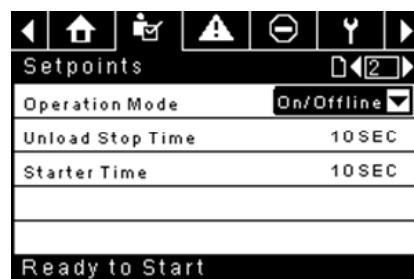 Setpoints 2
Operation Mode On/Offline
Unload Stop Time 10SEC
Starter Time 10SEC
Ready to Start